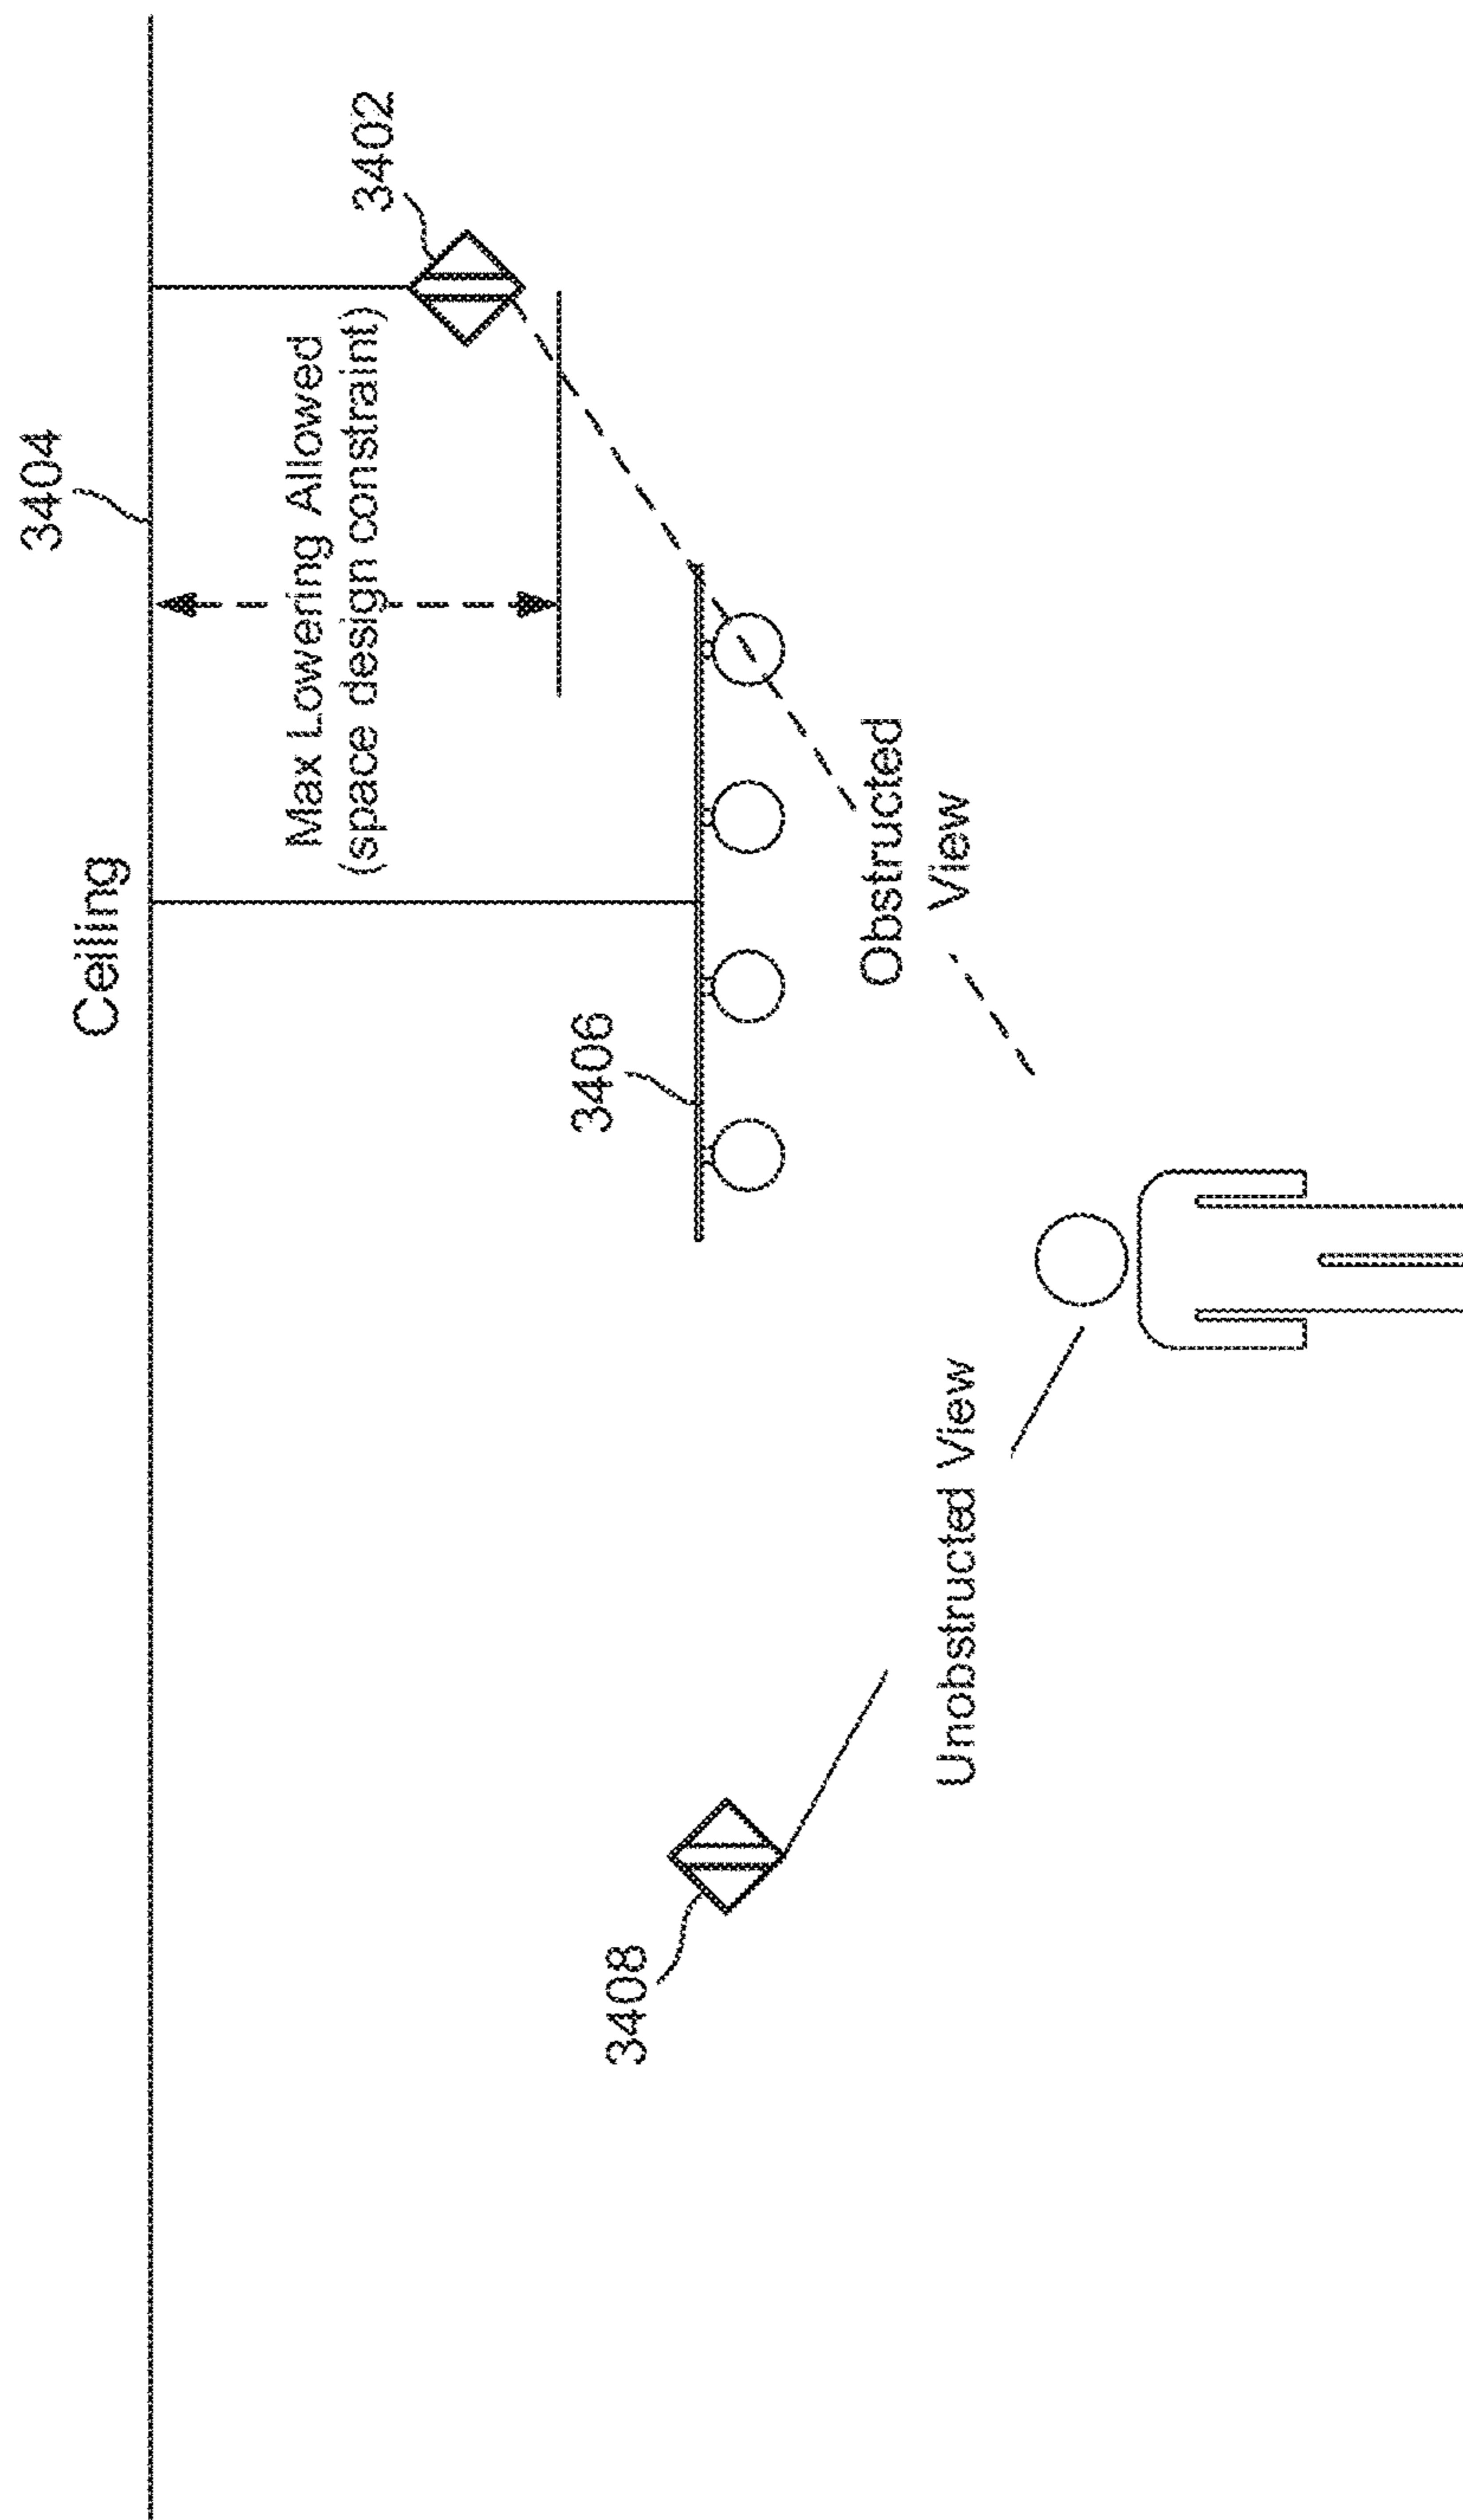 3404
Ceiling
3402
Max Lowering Allowed
(space design constraint)
3406
3408
Obstructed
View
Unobstructed View